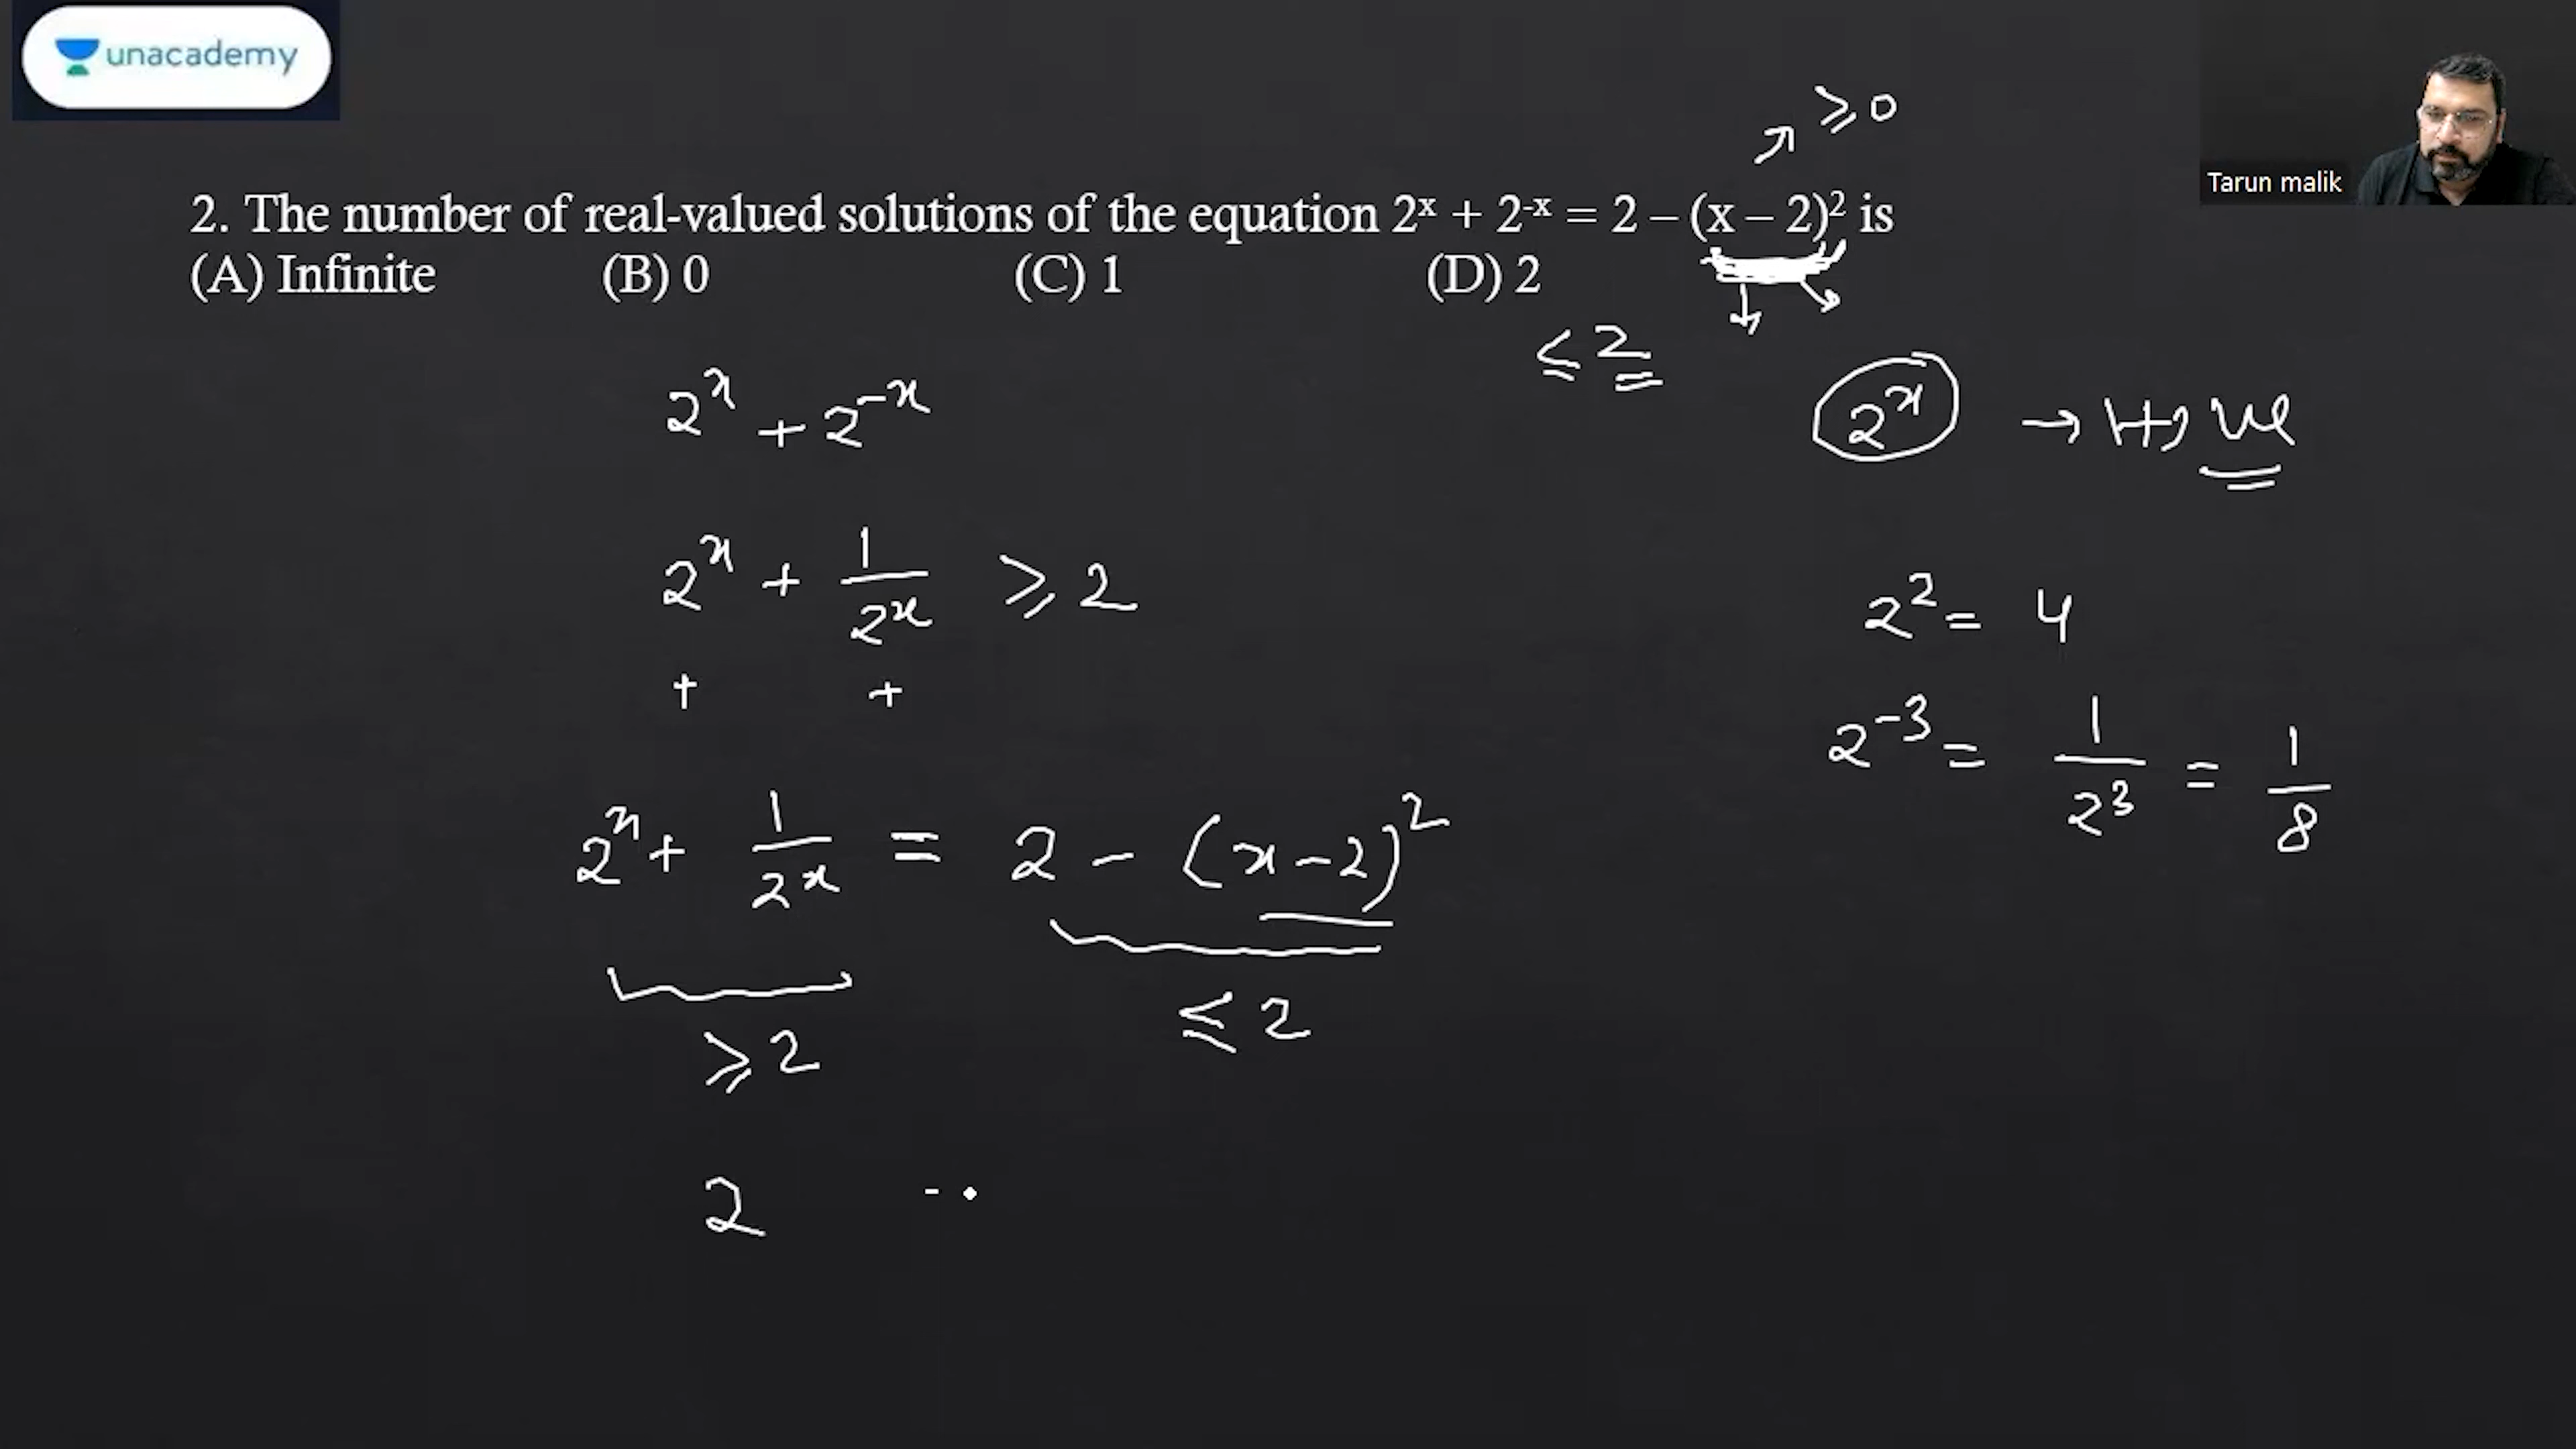 unacademy
Tarun malik
≥ 0
2. The number of real-valued solutions of the equation 2ˣ + 2⁻ˣ = 2 – (x – 2)² is
(A) Infinite (B) 0 (C) 1 (D) 2
≤ 2
2ˣ + 2⁻ˣ
2ˣ → (+) ve
2ˣ + 1/2ˣ ≥ 2
+ +
2² = 4
2⁻³ = 1/2³ = 1/8
2ˣ + 1/2ˣ = 2 - (x - 2)²
≥ 2 ≤ 2
2